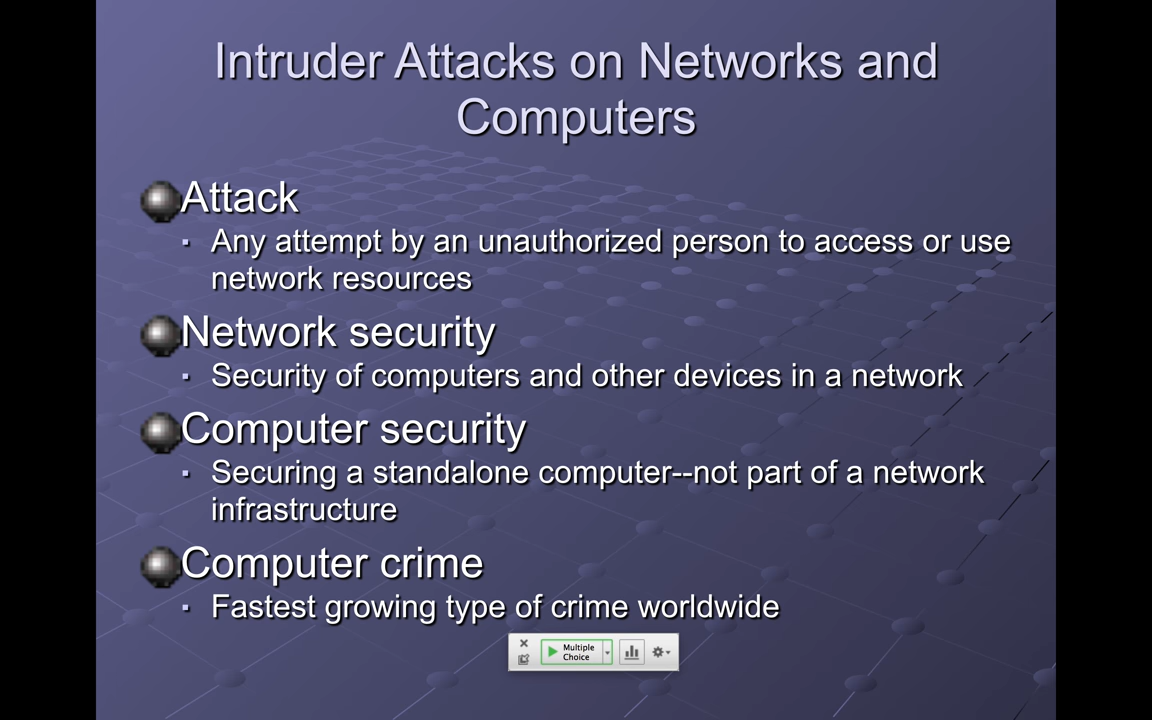 Intruder Attacks on Networks and
Computers
Attack
Any attempt by an unauthorized person to access or use
network resources
Network security
Security of computers and other devices in a network
Computer security
Securing a standalone computer--not part of a network
infrastructure
Computer crime
Fastest growing type of crime worldwide
Multiple
Choice